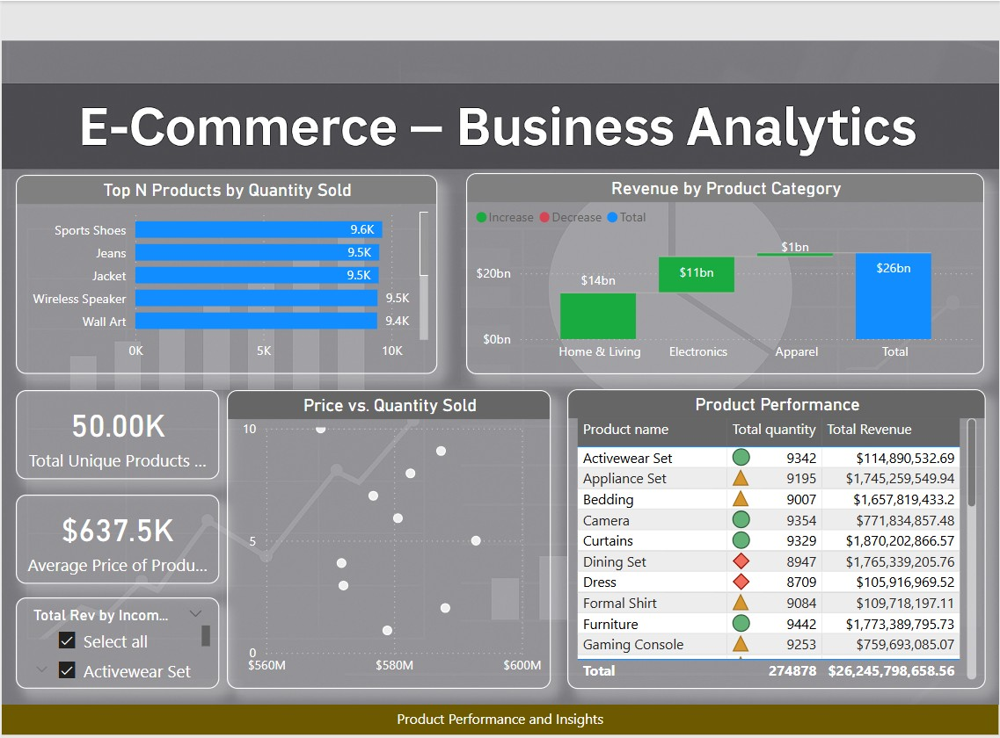 E-Commerce – Business Analytics
Top N Products by Quantity Sold
Sports Shoes 9.6K
Jeans 9.5K
Jacket 9.5K
Wireless Speaker 9.5K
Wall Art 9.4K
0K 5K 10K
Revenue by Product Category
Increase Decrease Total
$20bn
$0bn
$14bn $11bn $1bn $26bn
Home & Living Electronics Apparel Total
50.00K
Total Unique Products ...
$637.5K
Average Price of Produ...
Total Rev by Incom...
Select all
Activewear Set
Price vs. Quantity Sold
10
5
0
$560M $580M $600M
Product Performance
Product name Total quantity Total Revenue
Activewear Set 9342 $114,890,532.69
Appliance Set 9195 $1,745,259,549.94
Bedding 9007 $1,657,819,433.2
Camera 9354 $771,834,857.48
Curtains 9329 $1,870,202,866.57
Dining Set 8947 $1,765,339,205.76
Dress 8709 $105,916,969.52
Formal Shirt 9084 $109,718,197.11
Furniture 9442 $1,773,389,795.73
Gaming Console 9253 $759,693,085.07
Total 274878 $26,245,798,658.56
Product Performance and Insights